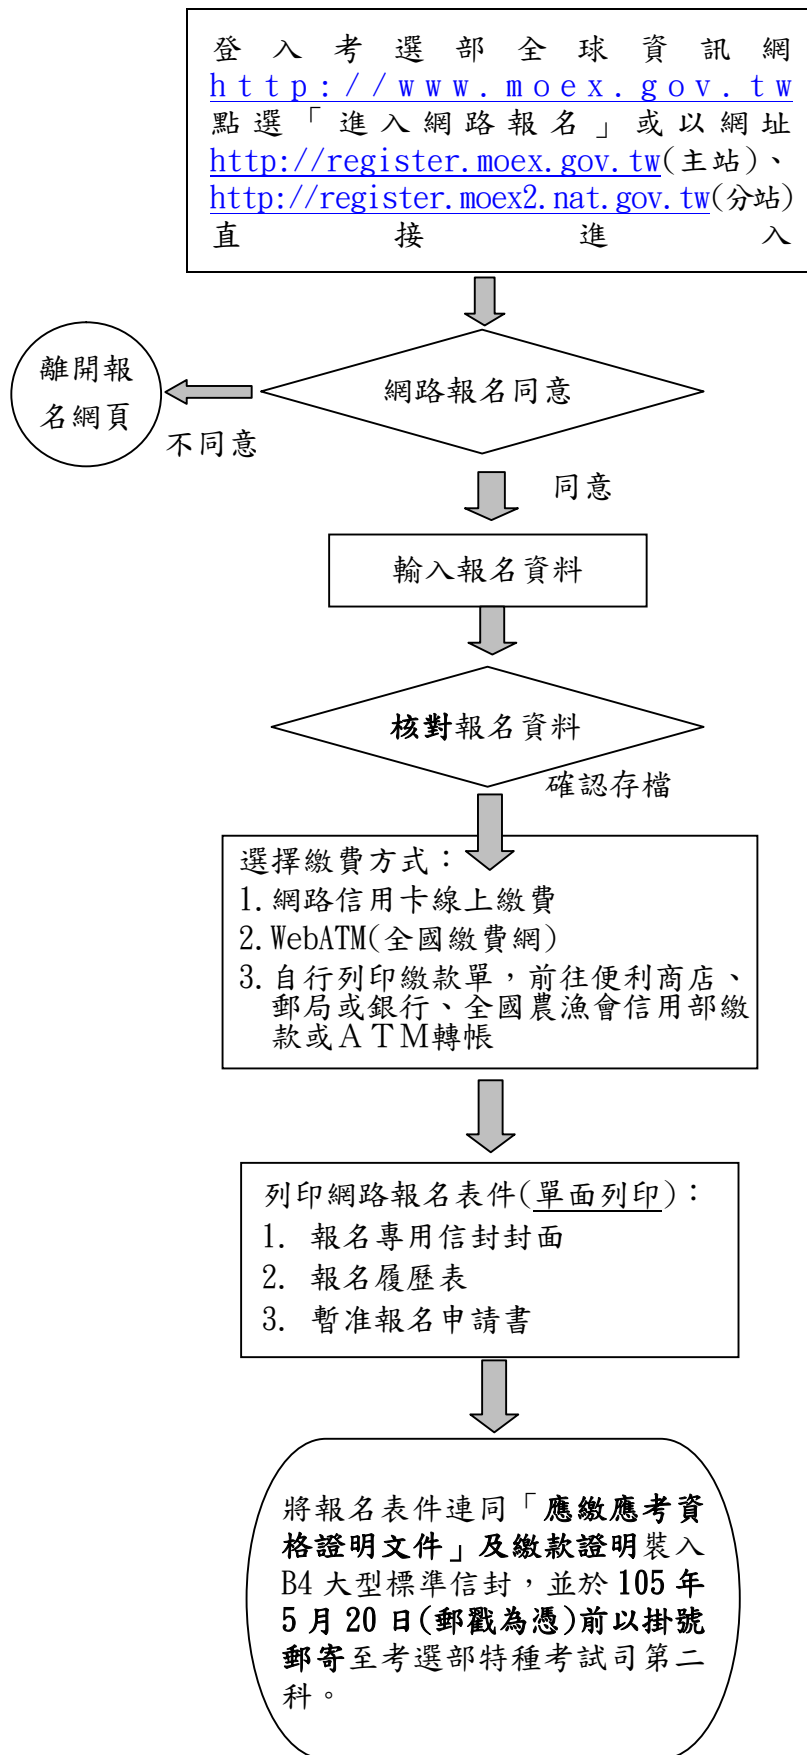 登入考選部全球資訊網
http://www.moex.gov.tw
點選「進入網路報名」或以網址
http://register.moex.gov.tw(主站)、
http://register.moex2.nat.gov.tw(分站)
直接進入
網路報名同意
離開報
名網頁
不同意
同意
輸入報名資料
核對報名資料
確認存檔
選擇繳費方式：
1.網路信用卡線上繳費
2.WebATM(全國繳費網)
3.自行列印繳款單，前往便利商店、
郵局或銀行、全國農漁會信用部繳
款或ＡＴＭ轉帳
列印網路報名表件(單面列印)：
1. 報名專用信封封面
2. 報名履歷表
3. 暫准報名申請書
將報名表件連同「應繳應考資
格證明文件」及繳款證明裝入
B4 大型標準信封，並於 105 年
5 月 20 日(郵戳為憑)前以掛號
郵寄至考選部特種考試司第二
科。